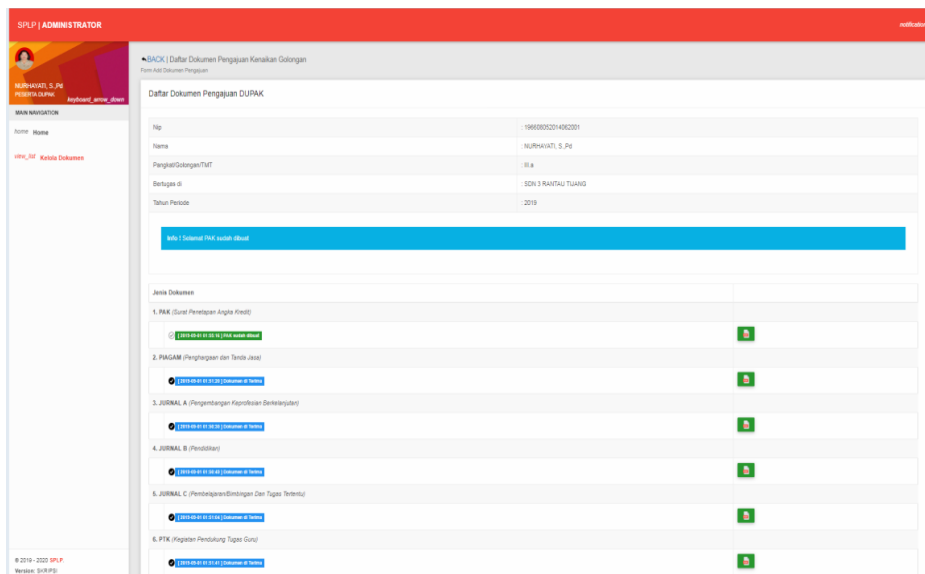 SPLP | ADMINISTRATOR
notification
NURHAYATI, S.,Pd
PESERTA DUPAK
keyboard_arrow_down
MAIN NAVIGATION
home Home
view_list Kelola Dokumen
© 2019 - 2020 SPLP.
Version: SKRIPSI
BACK | Daftar Dokumen Pengajuan Kenaikan Golongan
Form Add Dokumen Pengajuan
Daftar Dokumen Pengajuan DUPAK
Nip : 196608052014062001
Nama : NURHAYATI, S.,Pd
Pangkat/Golongan/TMT : III.a
Bertugas di : SDN 3 RANTAU TIJANG
Tahun Periode : 2019
Info ! Selamat PAK sudah dibuat
Jenis Dokumen
1. PAK (Surat Penetapan Angka Kredit)
PAK sudah dibuat
2. PIAGAM (Penghargaan dan Tanda Jasa)
Dokumen di Terima
3. JURNAL A (Pengembangan Keprofesian Berkelanjutan)
Dokumen di Terima
4. JURNAL B (Pendidikan)
Dokumen di Terima
5. JURNAL C (Pembelajaran/Bimbingan Dan Tugas Tertentu)
Dokumen di Terima
6. PTK (Kegiatan Pendukung Tugas Guru)
Dokumen di Terima